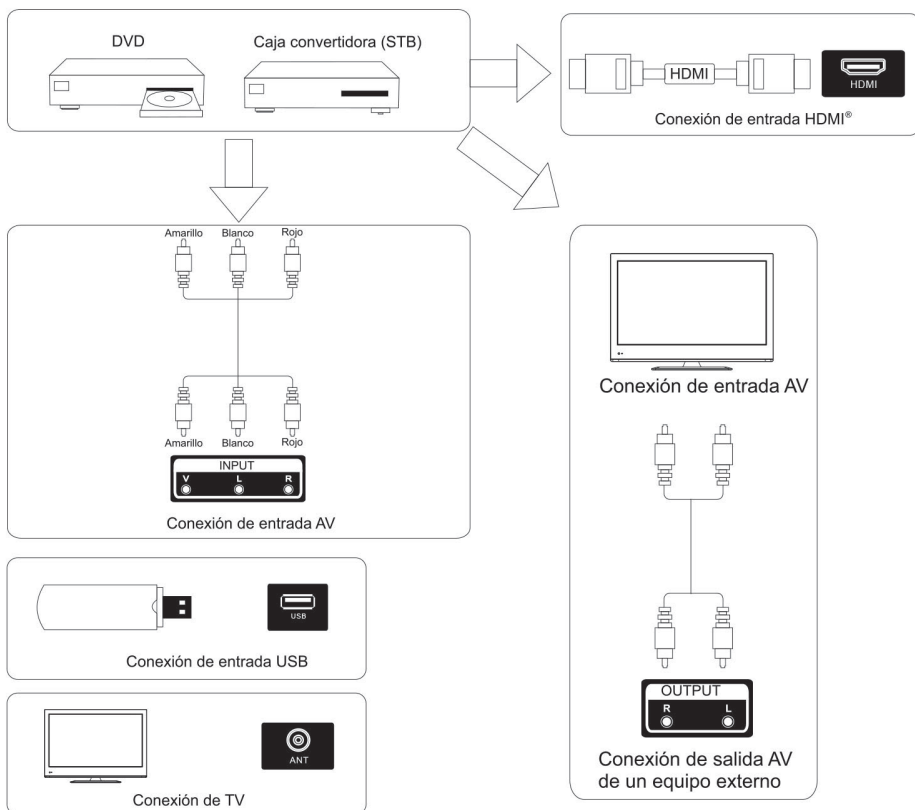 DVD
Caja convertidora (STB)
HDMI
HDMI
Conexión de entrada HDMI®
Amarillo Blanco Rojo
Amarillo Blanco Rojo
INPUT
V L R
Conexión de entrada AV
USB
Conexión de entrada USB
ANT
Conexión de TV
Conexión de entrada AV
OUTPUT
R L
Conexión de salida AV
de un equipo externo